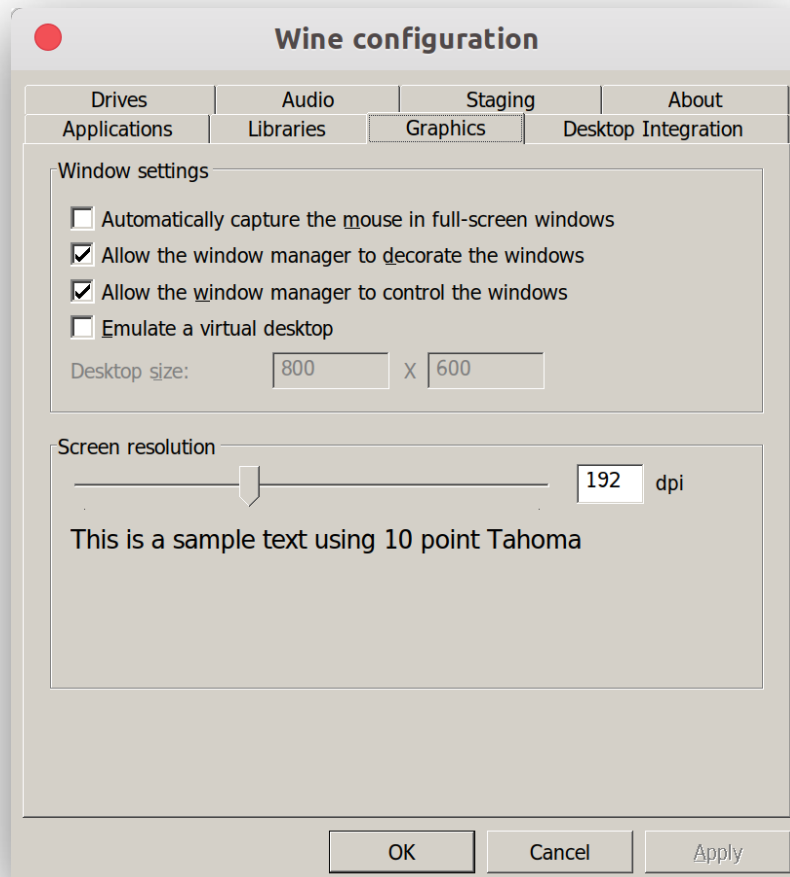 Wine configuration
Drives Audio Staging About
Applications Libraries Graphics Desktop Integration
Window settings
Automatically capture the mouse in full-screen windows
Allow the window manager to decorate the windows
Allow the window manager to control the windows
Emulate a virtual desktop
Desktop size: 800 X 600
Screen resolution
192 dpi
This is a sample text using 10 point Tahoma
OK Cancel Apply